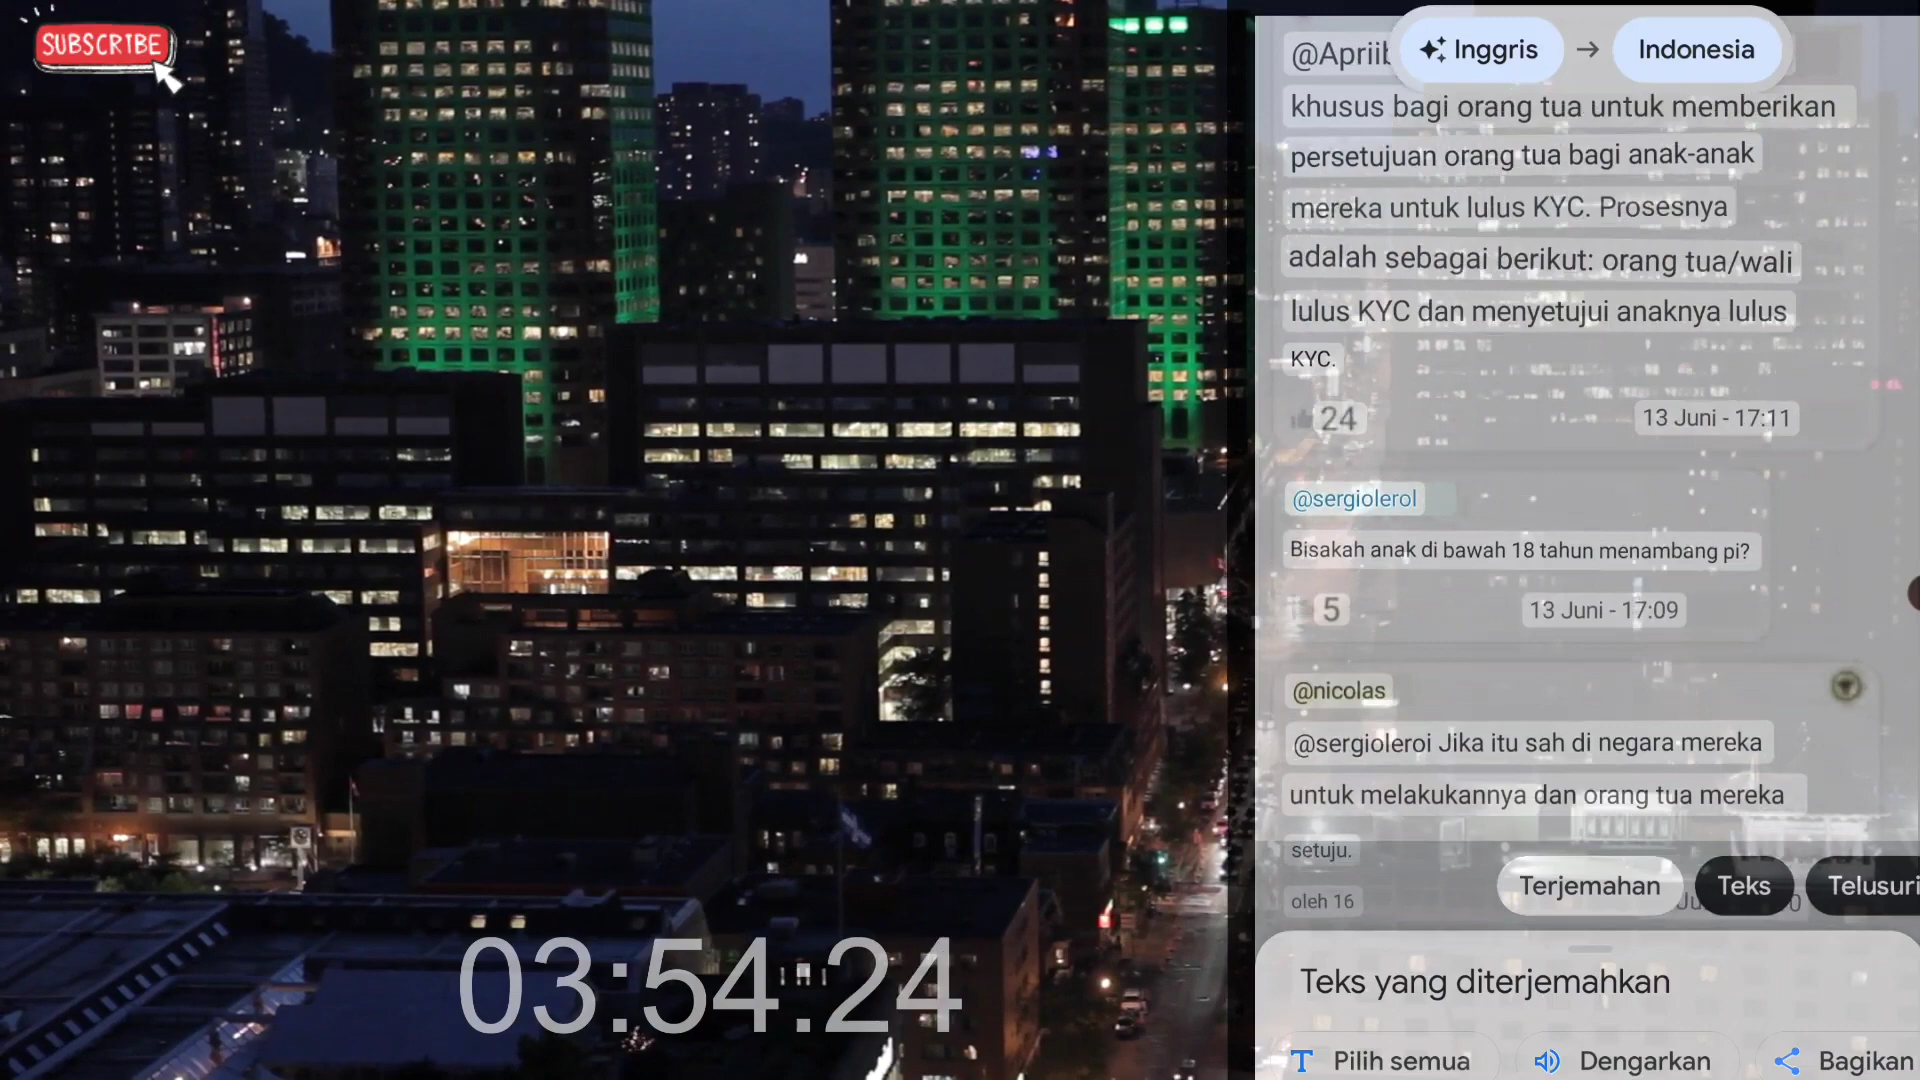 SUBSCRIBE
03:54:24
Inggris → Indonesia
khusus bagi orang tua untuk memberikan
persetujuan orang tua bagi anak-anak
mereka untuk lulus KYC. Prosesnya
adalah sebagai berikut: orang tua/wali
lulus KYC dan menyetujui anaknya lulus
KYC.
24
13 Juni - 17:11
@sergiolerol
Bisakah anak di bawah 18 tahun menambang pi?
5
13 Juni - 17:09
@nicolas
@sergioleroi Jika itu sah di negara mereka
untuk melakukannya dan orang tua mereka
setuju.
oleh 16
Terjemahan
Teks
Telusuri
Teks yang diterjemahkan
Pilih semua
Dengarkan
Bagikan